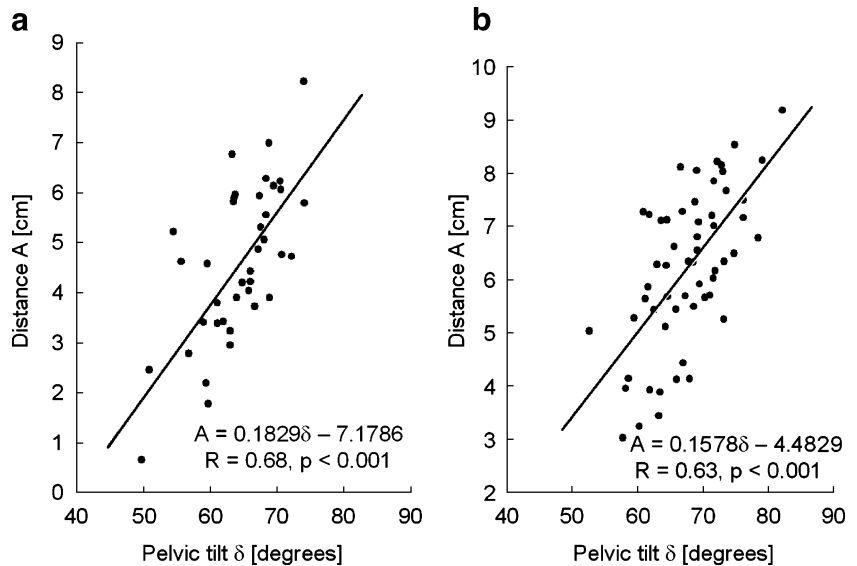 a
9
8
7
6
5
4
3
2
1
0
Distance A [cm]
A = 0.1829δ – 7.1786
R = 0.68, p < 0.001
40 50 60 70 80 90
Pelvic tilt δ [degrees]
b
10
9
8
7
6
5
4
3
2
Distance A [cm]
A = 0.1578δ – 4.4829
R = 0.63, p < 0.001
40 50 60 70 80 90
Pelvic tilt δ [degrees]